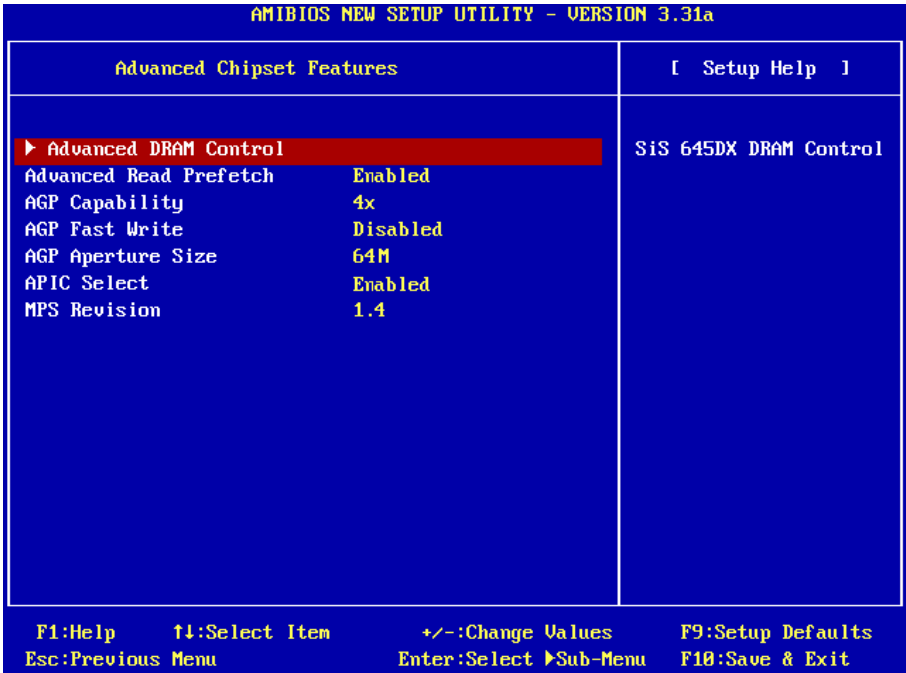 AMIBIOS NEW SETUP UTILITY - VERSION 3.31a
Advanced Chipset Features
[ Setup Help ]
▶ Advanced DRAM Control
SiS 645DX DRAM Control
Advanced Read Prefetch Enabled
AGP Capability 4x
AGP Fast Write Disabled
AGP Aperture Size 64M
APIC Select Enabled
MPS Revision 1.4
F1:Help ↑↓:Select Item +/-:Change Values F9:Setup Defaults
Esc:Previous Menu Enter:Select ▶Sub-Menu F10:Save & Exit